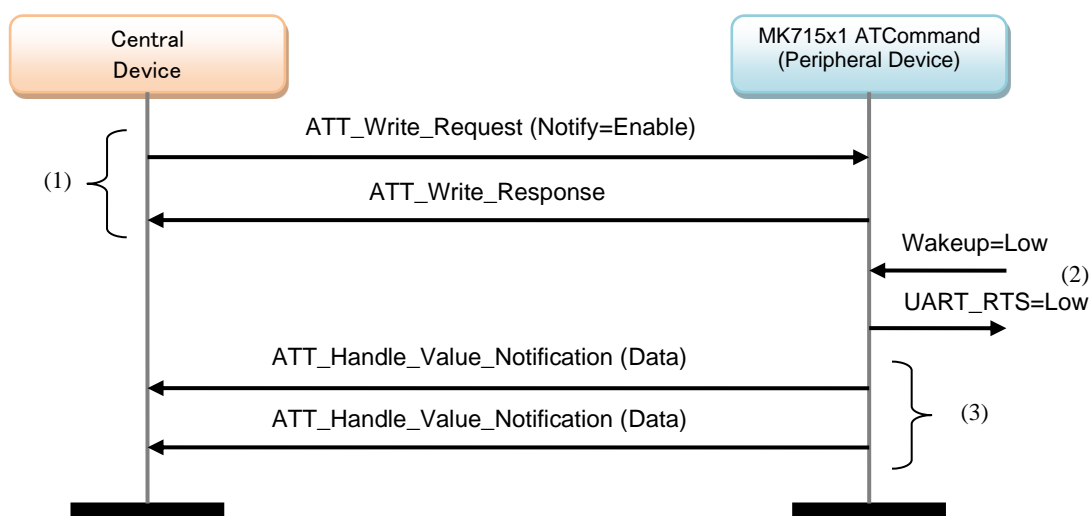 Central
Device
MK715x1 ATCommand
(Peripheral Device)
ATT_Write_Request (Notify=Enable)
(1)
ATT_Write_Response
Wakeup=Low
(2)
UART_RTS=Low
ATT_Handle_Value_Notification (Data)
ATT_Handle_Value_Notification (Data)
(3)